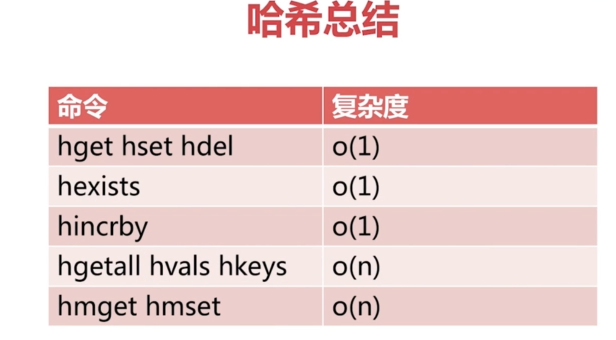 哈希总结
命令 复杂度
hget hset hdel o(1)
hexists o(1)
hincrby o(1)
hgetall hvals hkeys o(n)
hmget hmset o(n)